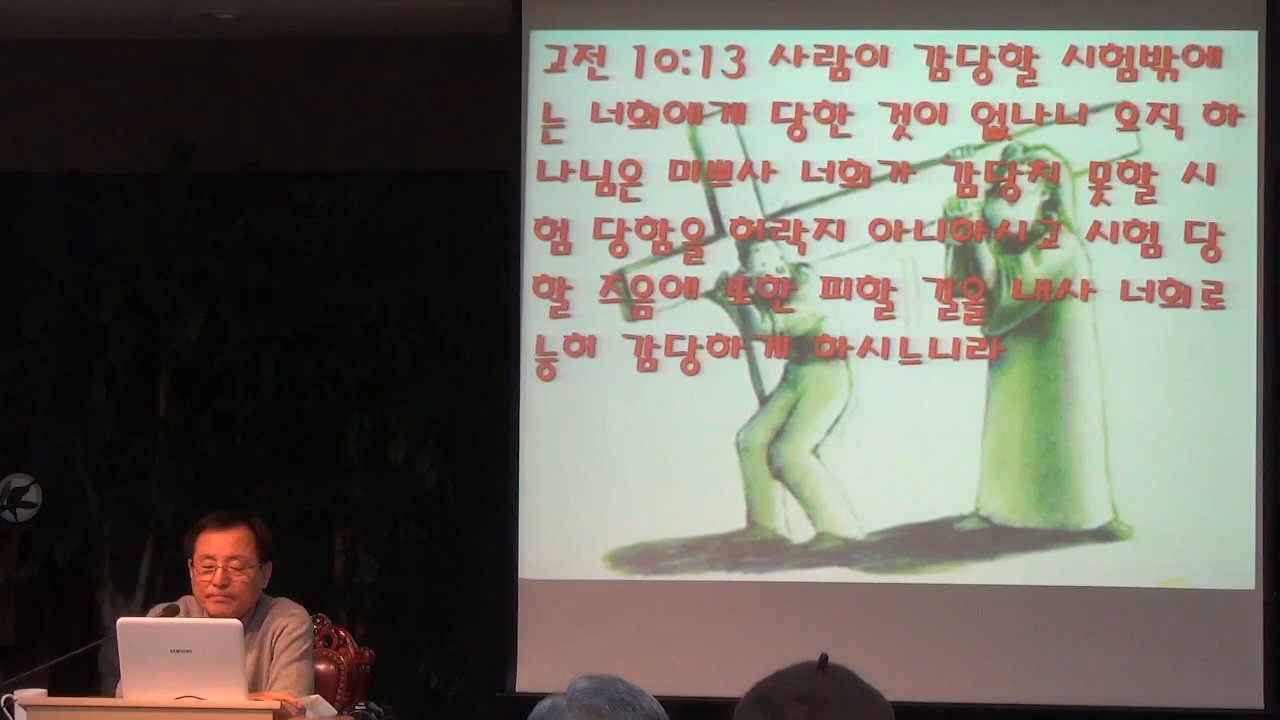 고전 10:13 사람이 감당할 시험밖에
는 너희에게 당한 것이 없나니 오직 하
나님은 미쁘사 너희가 감당치 못할 시
험 당함을 허락지 아니하시고 시험 당
할 즈음에 또한 피할 길을 내사 너희로
능히 감당하게 하시느니라
SAMSUNG